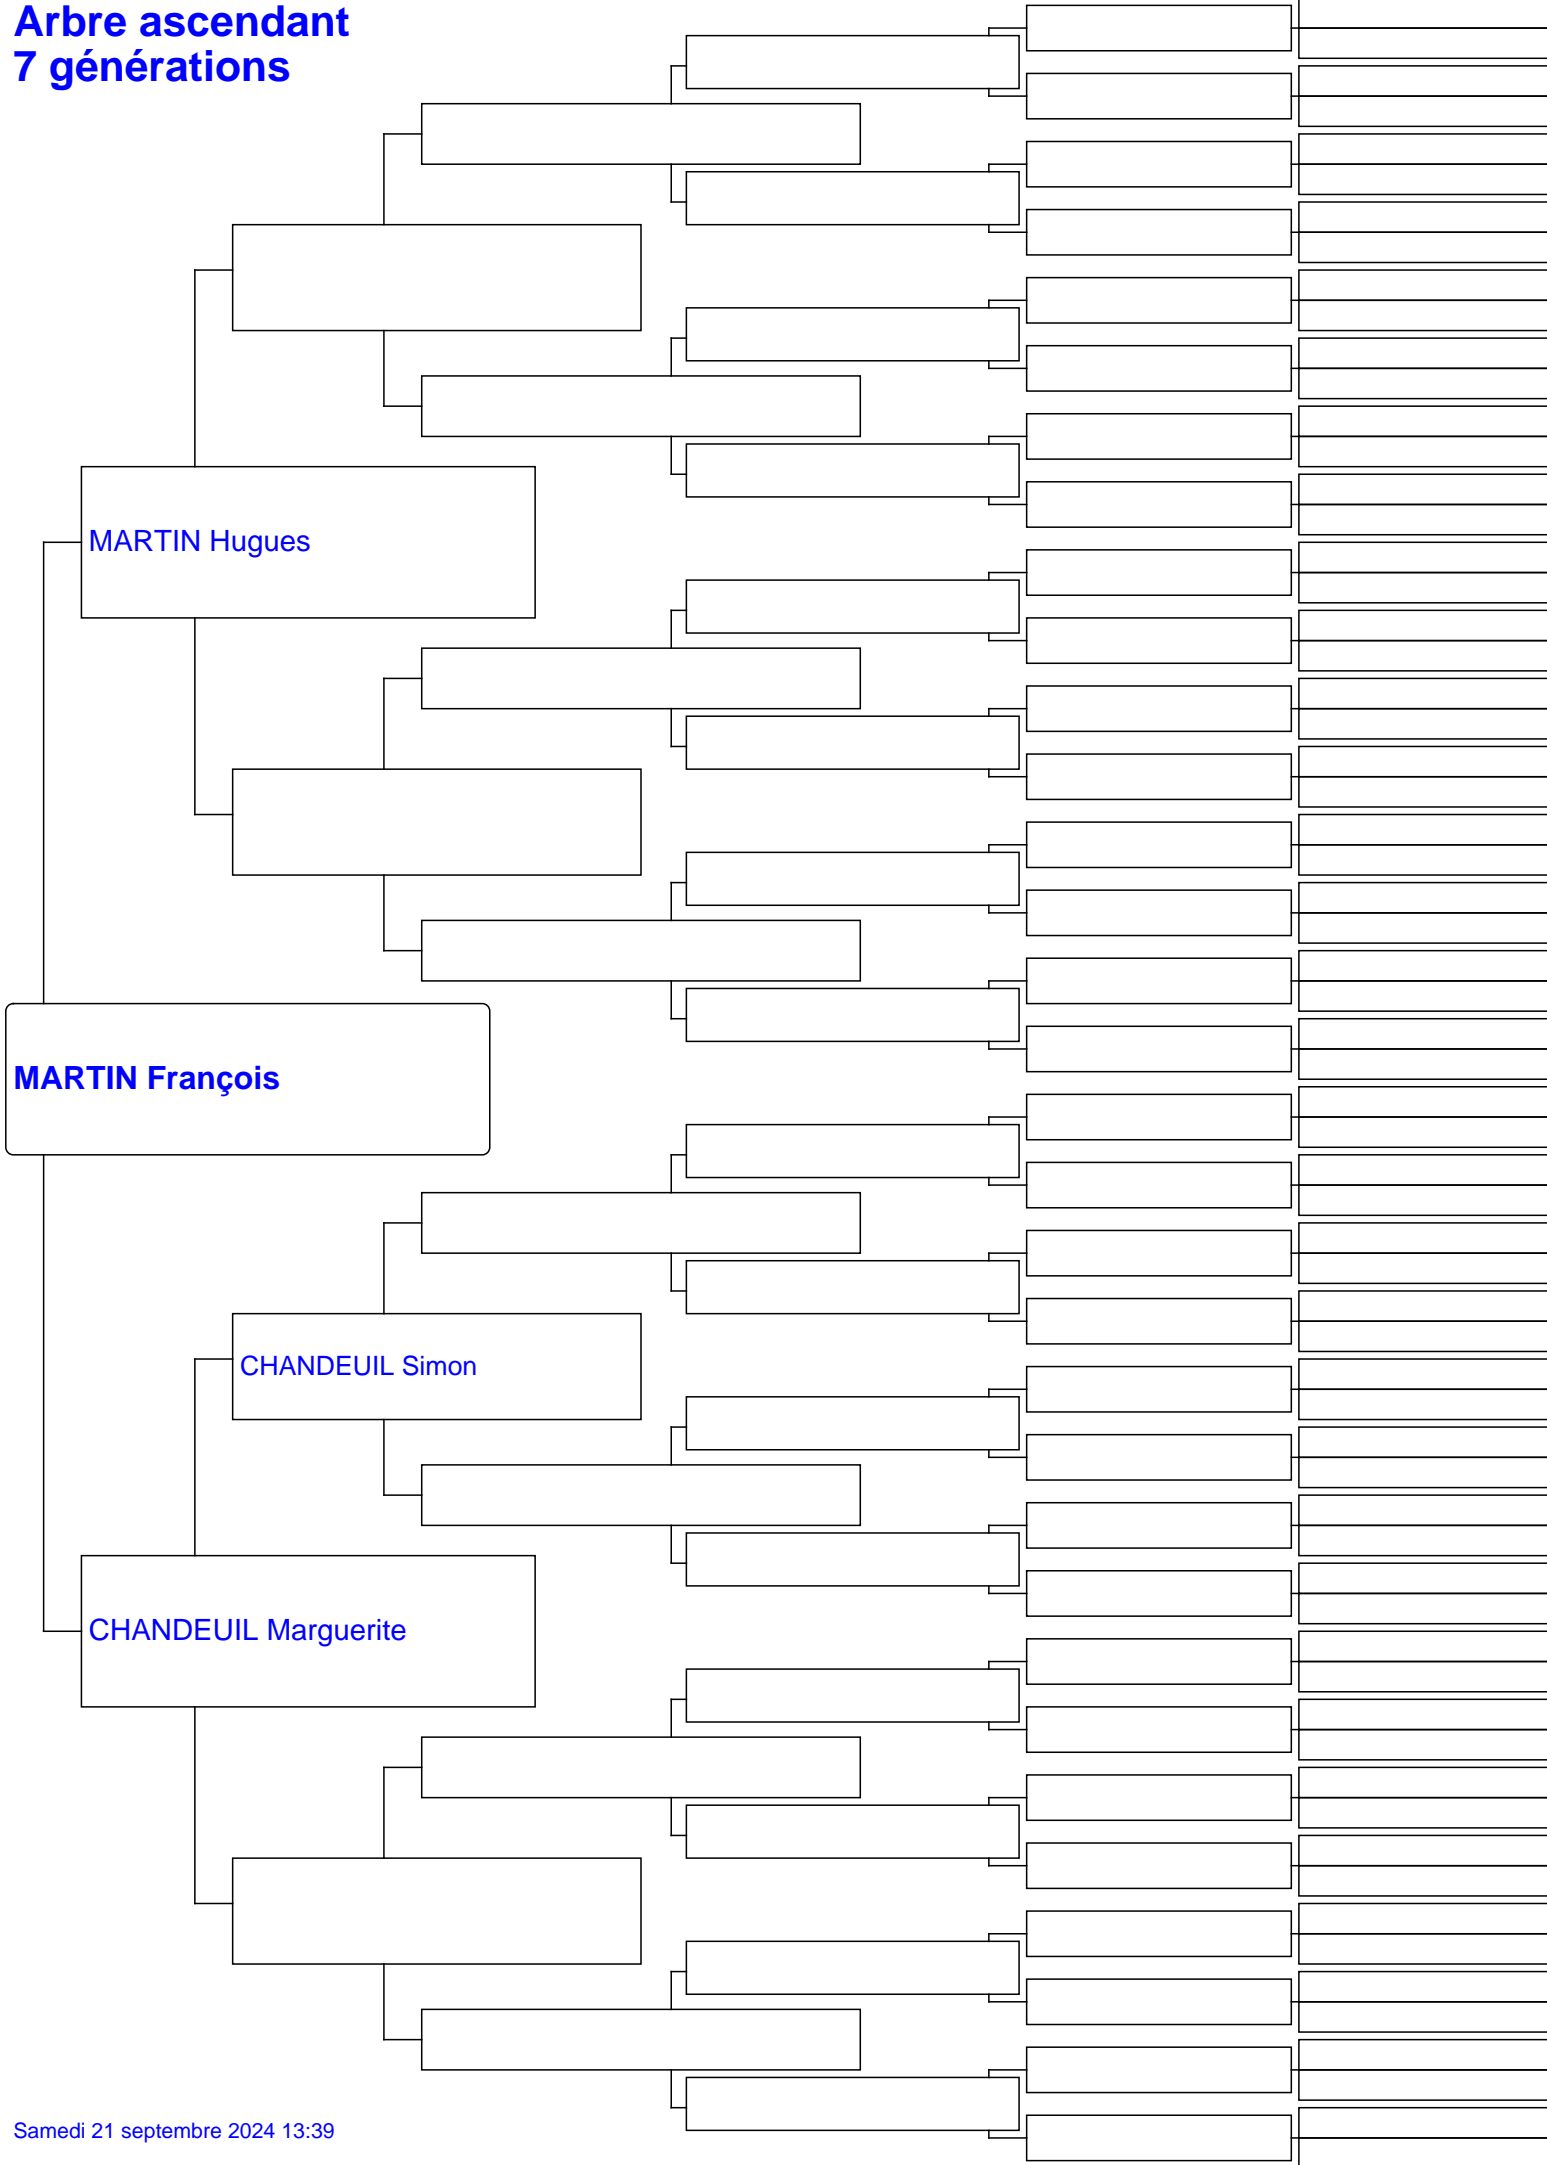 Arbre ascendant
7 générations
MARTIN Hugues
MARTIN François
CHANDEUIL Simon
CHANDEUIL Marguerite
Samedi 21 septembre 2024 13:39